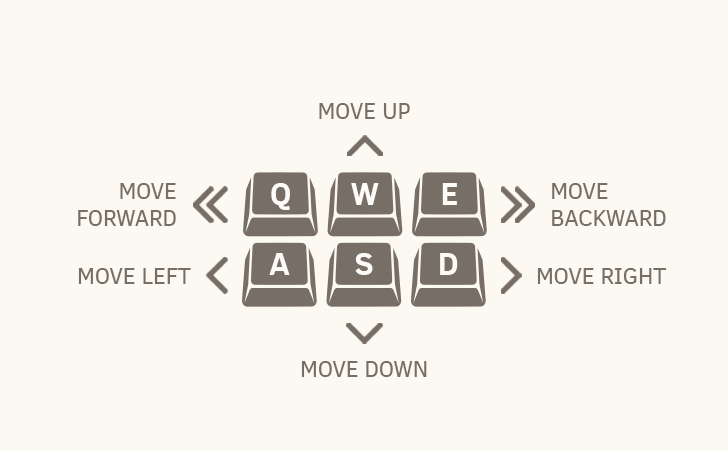 MOVE UP
MOVE
FORWARD
Q W E
MOVE
BACKWARD
MOVE LEFT
A S D
MOVE RIGHT
MOVE DOWN